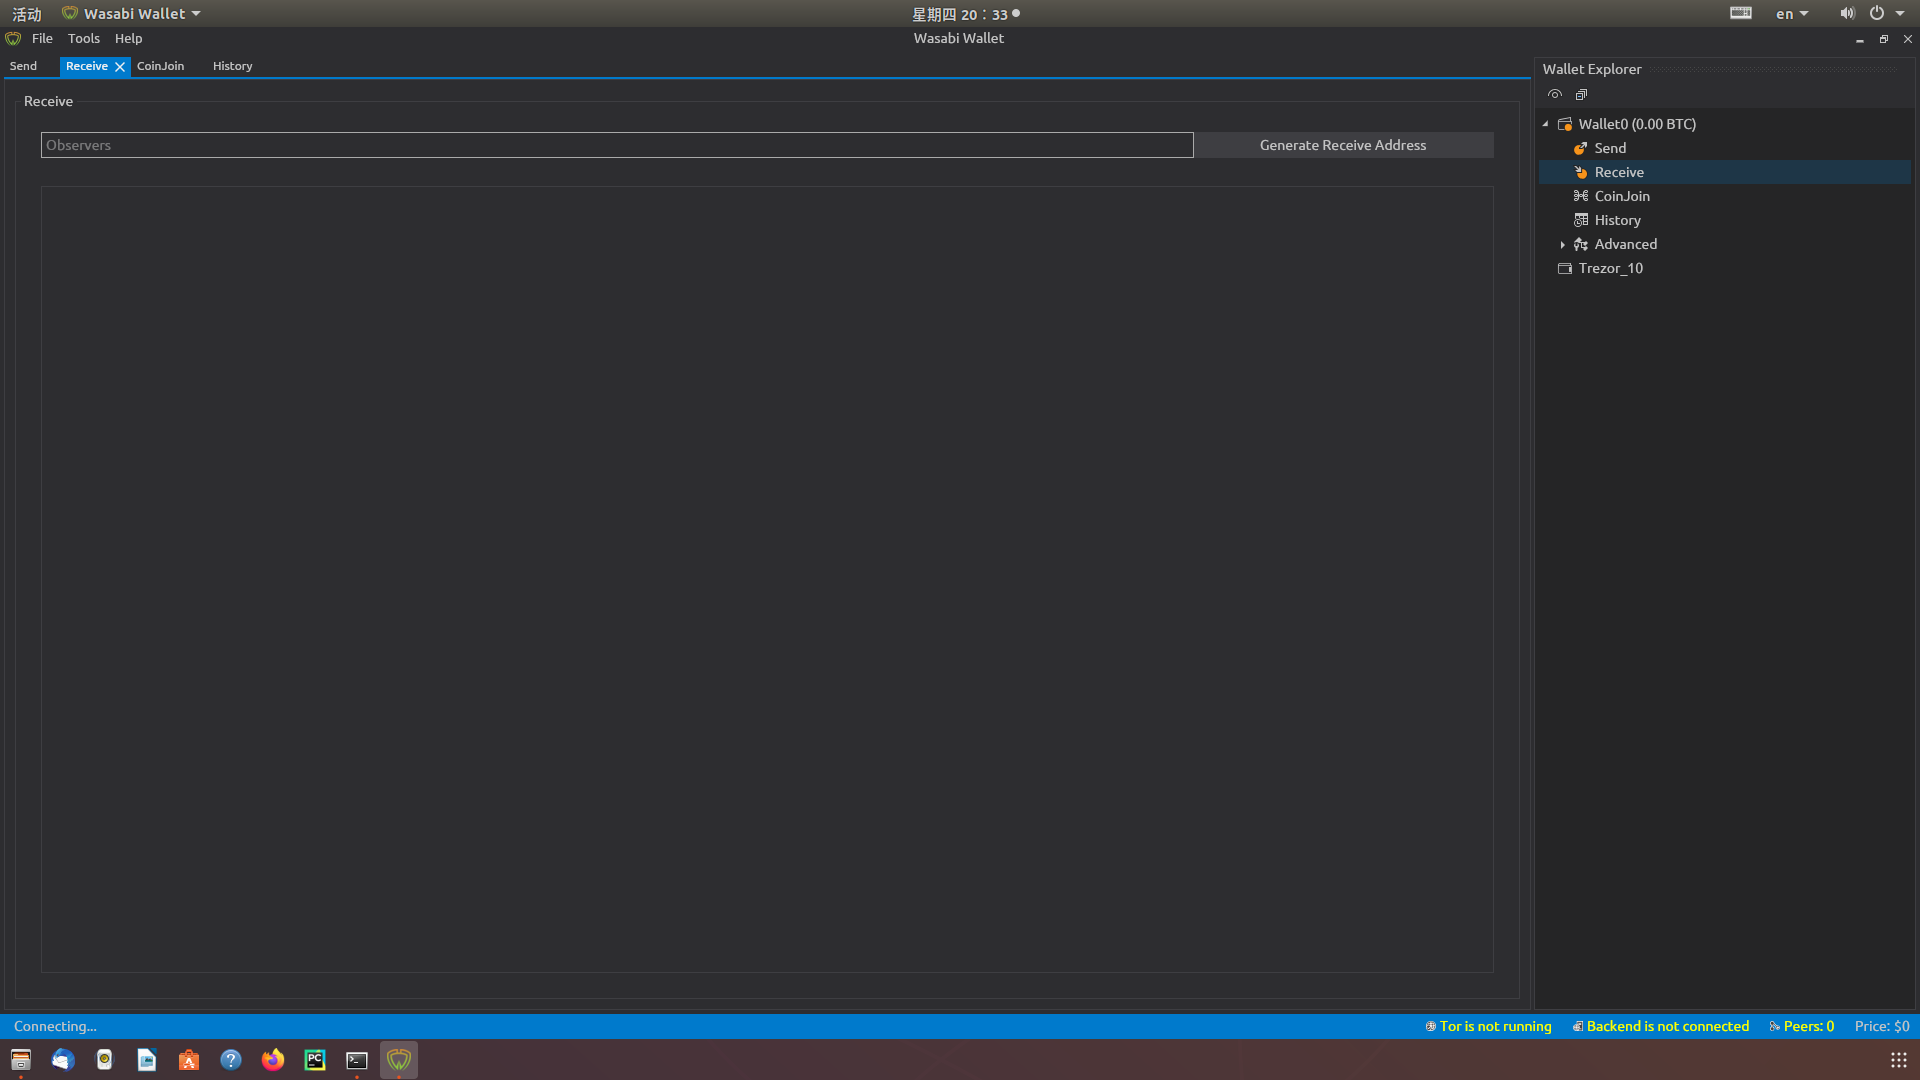 活动 Wasabi Wallet 星期四 20：33 en
File Tools Help Wasabi Wallet
Send Receive CoinJoin History
Wallet Explorer
Receive
Observers Generate Receive Address
Wallet0 (0.00 BTC)
Send
Receive
CoinJoin
History
Advanced
Trezor_10
Connecting... Tor is not running Backend is not connected Peers: 0 Price: $0
PC